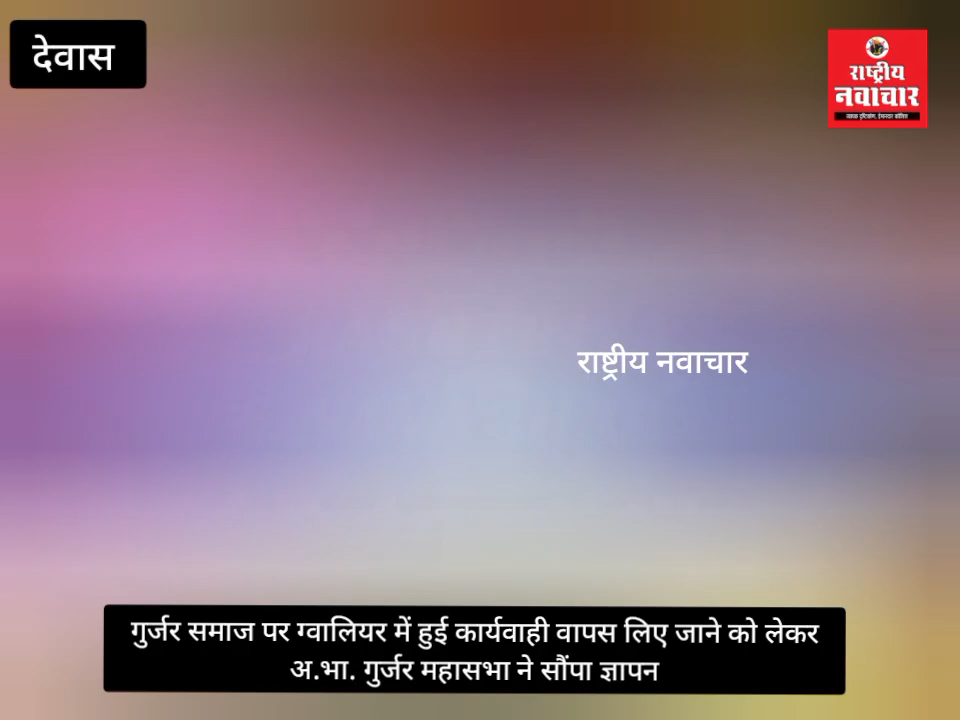 देवास
राष्ट्रीय
नवाचार
राष्ट्रीय नवाचार
गुर्जर समाज पर ग्वालियर में हुई कार्यवाही वापस लिए जाने को लेकर
अ.भा. गुर्जर महासभा ने सौंपा ज्ञापन